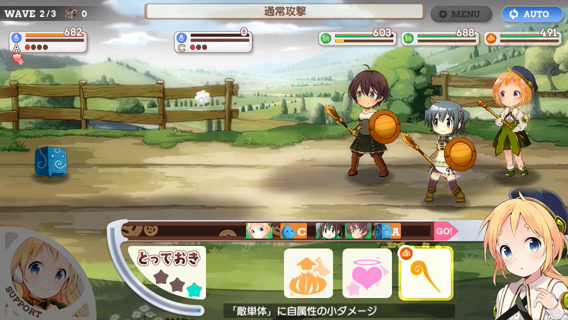 WAVE 2/3
0
通常攻撃
MENU
AUTO
682
A
0
C
603
688
491
C
A
GO!
とっておき
SUPPORT
「敵単体」に自属性の小ダメージ